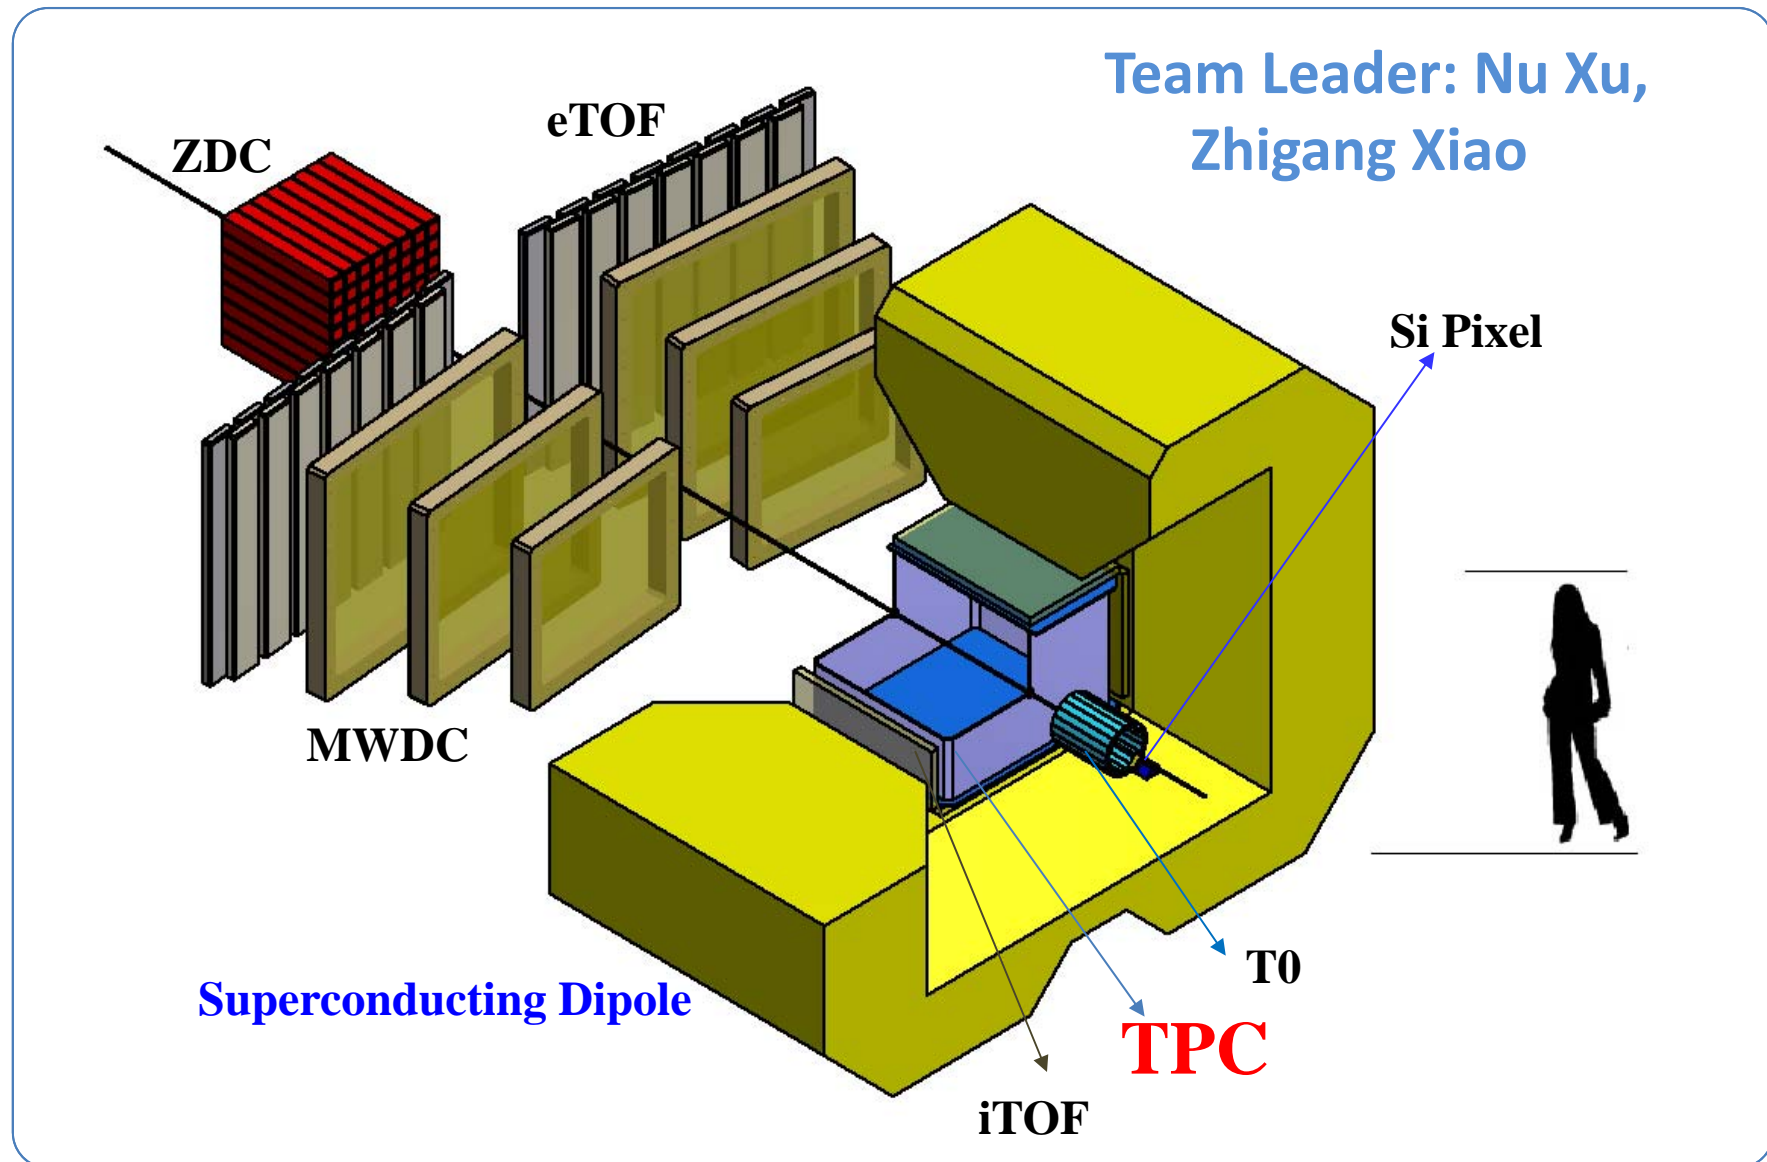 Team Leader: Nu Xu,
Zhigang Xiao
eTOF
ZDC
Si Pixel
MWDC
T0
Superconducting Dipole
TPC
iTOF